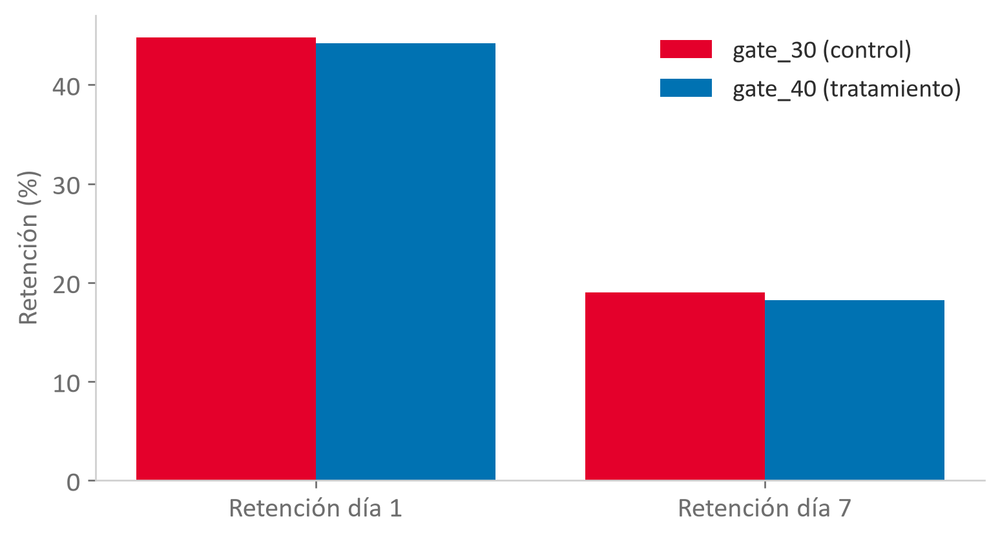 gate_30 (control)
gate_40 (tratamiento)
Retención (%)
40
30
20
10
0
Retención día 1
Retención día 7